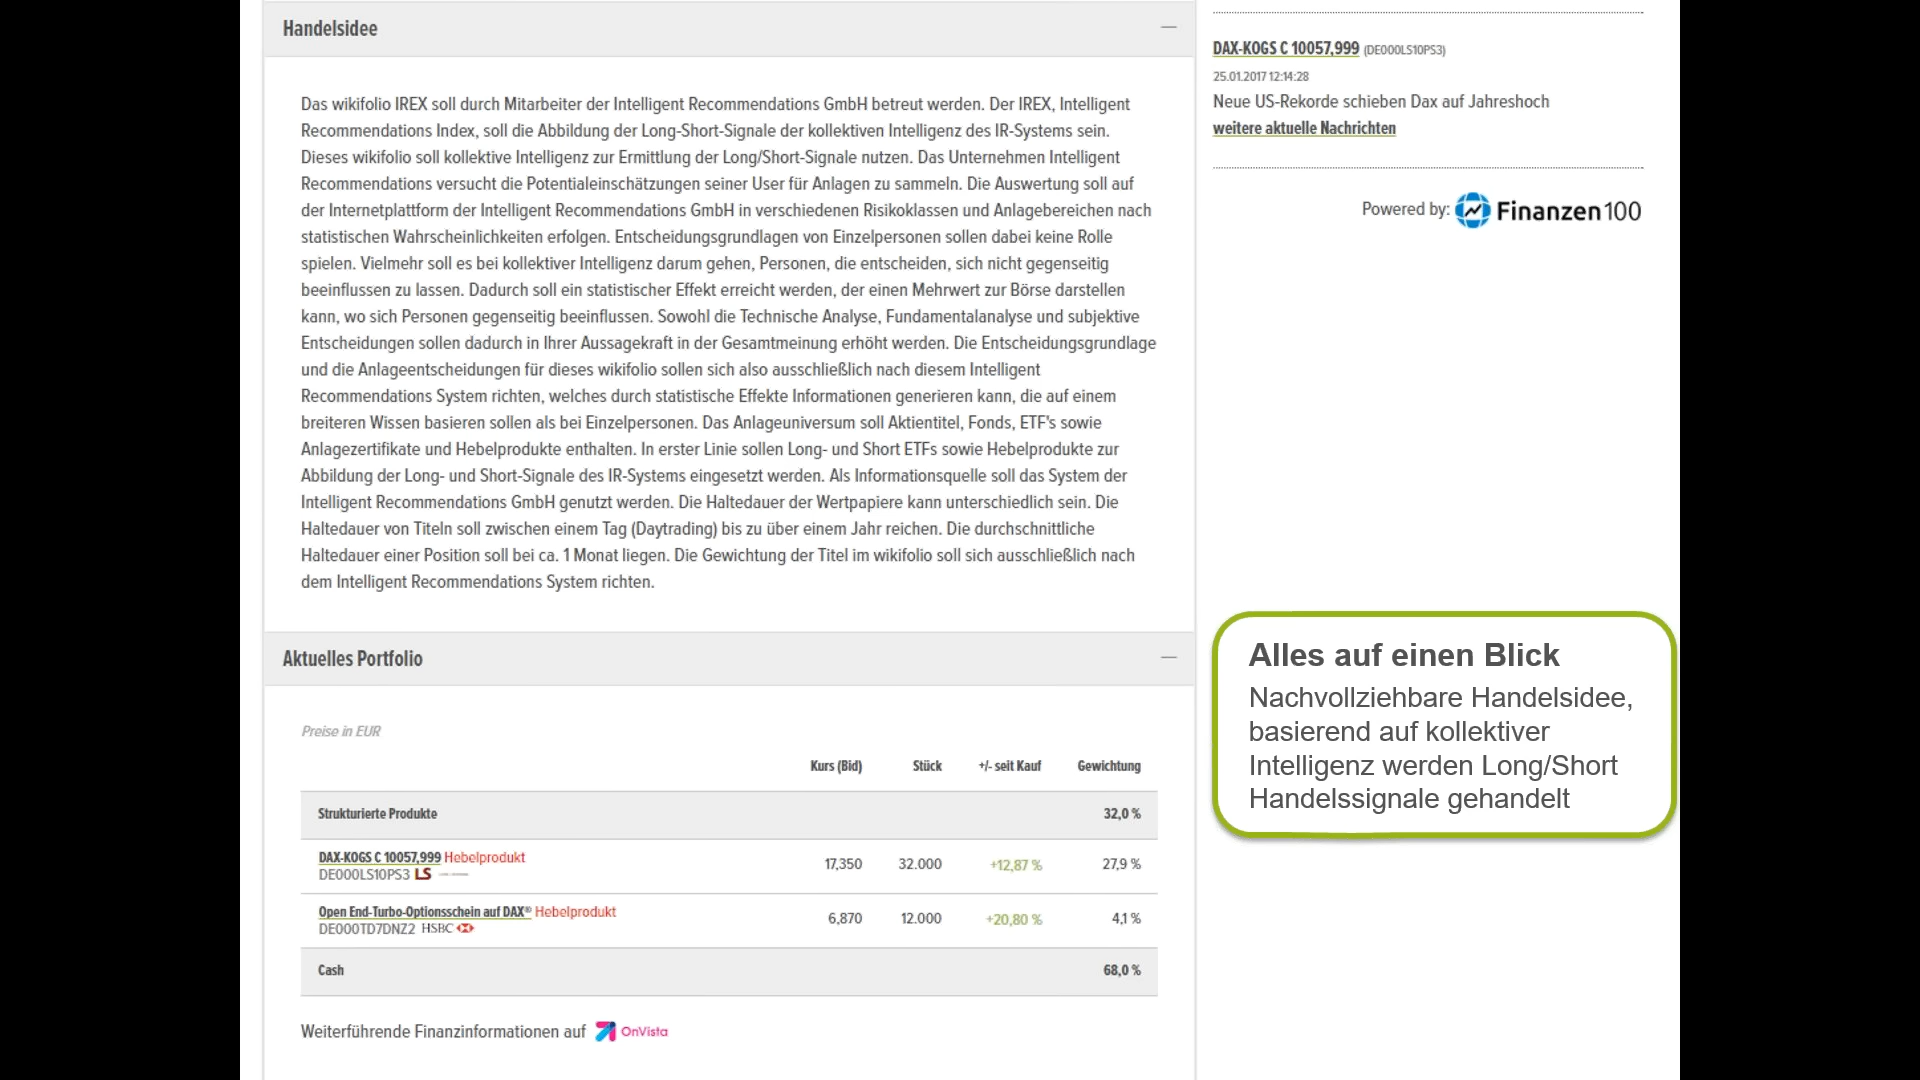 Handelsidee
Das wikifolio IREX soll durch Mitarbeiter der Intelligent Recommendations GmbH betreut werden. Der IREX, Intelligent
Recommendations Index, soll die Abbildung der Long-Short-Signale der kollektiven Intelligenz des IR-Systems sein.
Dieses wikifolio soll kollektive Intelligenz zur Ermittlung der Long/Short-Signale nutzen. Das Unternehmen Intelligent
Recommendations versucht die Potentialeinschätzungen seiner User für Anlagen zu sammeln. Die Auswertung soll auf
der Internetplattform der Intelligent Recommendations GmbH in verschiedenen Risikoklassen und Anlagebereichen nach
statistischen Wahrscheinlichkeiten erfolgen. Entscheidungsgrundlagen von Einzelpersonen sollen dabei keine Rolle
spielen. Vielmehr soll es bei kollektiver Intelligenz darum gehen, Personen, die entscheiden, sich nicht gegenseitig
beeinflussen zu lassen. Dadurch soll ein statistischer Effekt erreicht werden, der einen Mehrwert zur Börse darstellen
kann, wo sich Personen gegenseitig beeinflussen. Sowohl die Technische Analyse, Fundamentalanalyse und subjektive
Entscheidungen sollen dadurch in Ihrer Aussagekraft in der Gesamtmeinung erhöht werden. Die Entscheidungsgrundlage
und die Anlageentscheidungen für dieses wikifolio sollen sich also ausschließlich nach diesem Intelligent
Recommendations System richten, welches durch statistische Effekte Informationen generieren kann, die auf einem
breiteren Wissen basieren sollen als bei Einzelpersonen. Das Anlageuniversum soll Aktientitel, Fonds, ETF's sowie
Anlagezertifikate und Hebelprodukte enthalten. In erster Linie sollen Long- und Short ETFs sowie Hebelprodukte zur
Abbildung der Long- und Short-Signale des IR-Systems eingesetzt werden. Als Informationsquelle soll das System der
Intelligent Recommendations GmbH genutzt werden. Die Haltedauer der Wertpapiere kann unterschiedlich sein. Die
Haltedauer von Titeln soll zwischen einem Tag (Daytrading) bis zu über einem Jahr reichen. Die durchschnittliche
Haltedauer einer Position soll bei ca. 1 Monat liegen. Die Gewichtung der Titel im wikifolio soll sich ausschließlich nach
dem Intelligent Recommendations System richten.
Aktuelles Portfolio
Preise in EUR
Kurs (Bid) Stück +/- seit Kauf Gewichtung
Strukturierte Produkte 32,0 %
DAX-KOGS C 10057,999 Hebelprodukt 17,350 32.000 +12,87 % 27,9 %
DE000LS10PS3 LS
Open End-Turbo-Optionsschein auf DAX® Hebelprodukt 6,870 12.000 +20,80 % 4,1 %
DE000TD7DNZ2 HSBC
Cash 68,0 %
Weiterführende Finanzinformationen auf OnVista
DAX-KOGS C 10057,999 (DE000LS10PS3)
25.01.2017 12:14:28
Neue US-Rekorde schieben Dax auf Jahreshoch
weitere aktuelle Nachrichten
Powered by: Finanzen100
Alles auf einen Blick
Nachvollziehbare Handelsidee,
basierend auf kollektiver
Intelligenz werden Long/Short
Handelssignale gehandelt